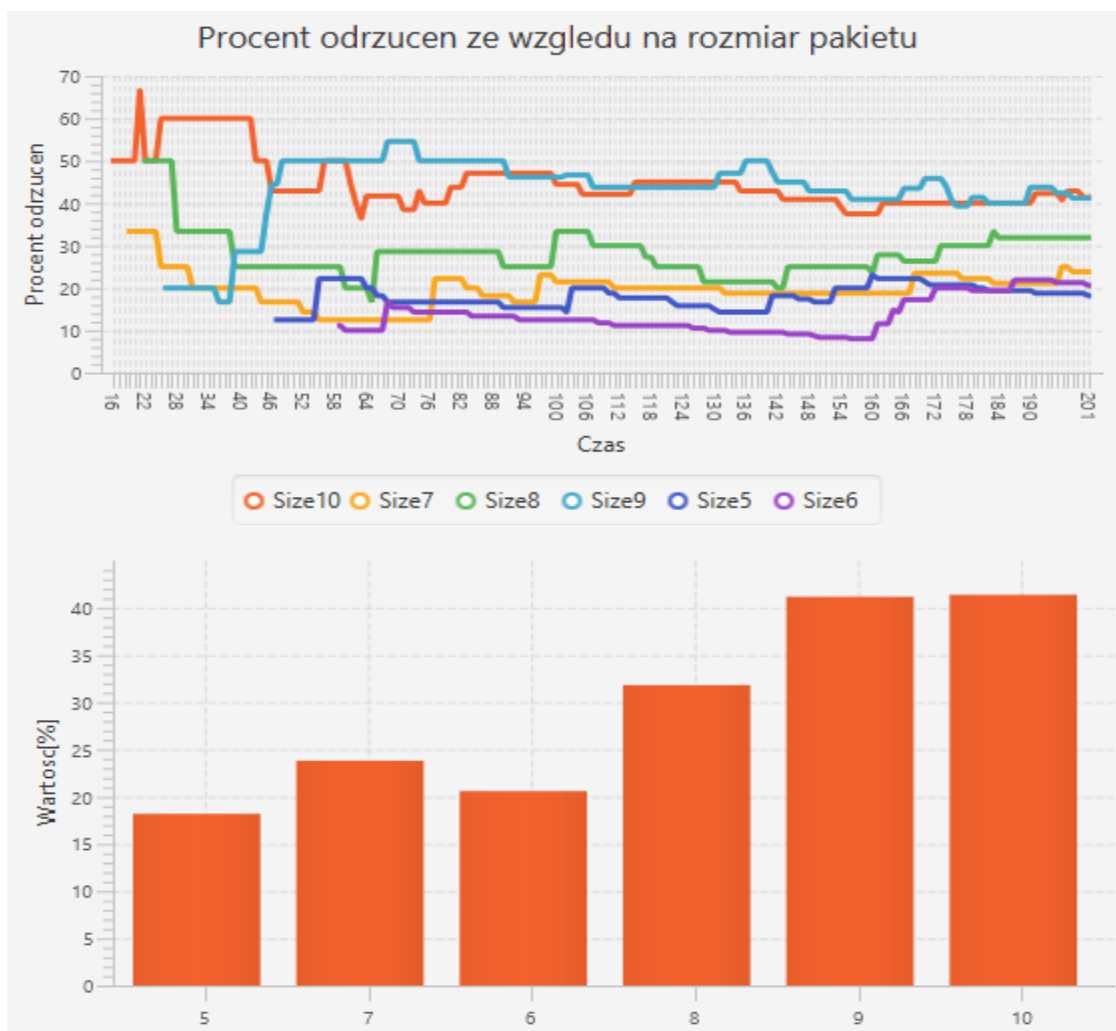 Procent odrzucen ze wzgledu na rozmiar pakietu
Procent odrzucen
70
60
50
40
30
20
10
0
16 22 28 34 40 46 52 58 64 70 76 82 88 94 100 106 112 118 124 130 136 142 148 154 160 166 172 178 184 190 201
Czas
Size10 Size7 Size8 Size9 Size5 Size6
Wartosc[%]
40
35
30
25
20
15
10
5
0
5 7 6 8 9 10